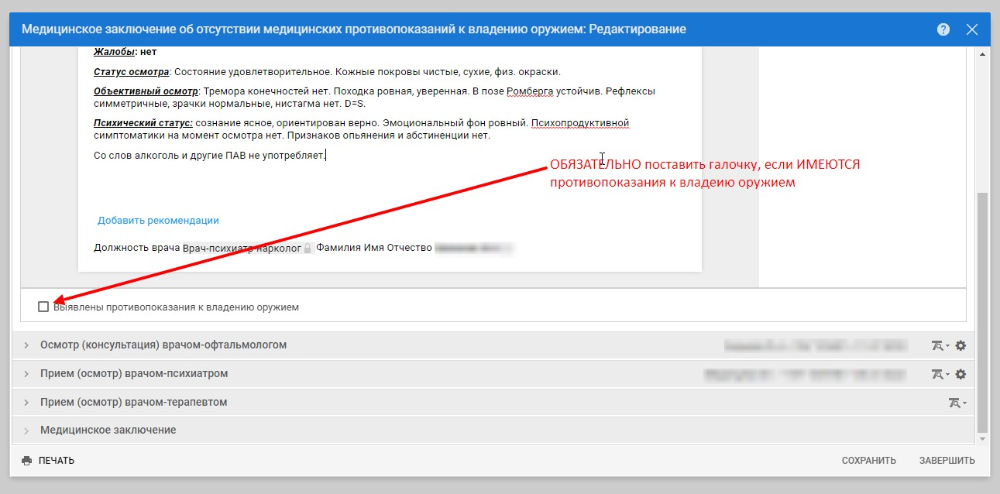 Медицинское заключение об отсутствии медицинских противопоказаний к владению оружием: Редактирование
Жалобы: нет
Статус осмотра: Состояние удовлетворительное. Кожные покровы чистые, сухие, физ. окраски.
Объективный осмотр: Тремора конечностей нет. Походка ровная, уверенная. В позе Ромберга устойчив. Рефлексы
симметричные, зрачки нормальные, нистагма нет. D=S.
Психический статус: сознание ясное, ориентирован верно. Эмоциональный фон ровный. Психопродуктивной
симптоматики на момент осмотра нет. Признаков опьянения и абстиненции нет.
Со слов алкоголь и другие ПАВ не употребляет.
ОБЯЗАТЕЛЬНО поставить галочку, если ИМЕЮТСЯ
противопоказания к владеию оружием
Добавить рекомендации
Должность врача Врач-психиатр-нарколог Фамилия Имя Отчество
Выявлены противопоказания к владению оружием
Осмотр (консультация) врачом-офтальмологом
Прием (осмотр) врачом-психиатром
Прием (осмотр) врачом-терапевтом
Медицинское заключение
ПЕЧАТЬ СОХРАНИТЬ ЗАВЕРШИТЬ